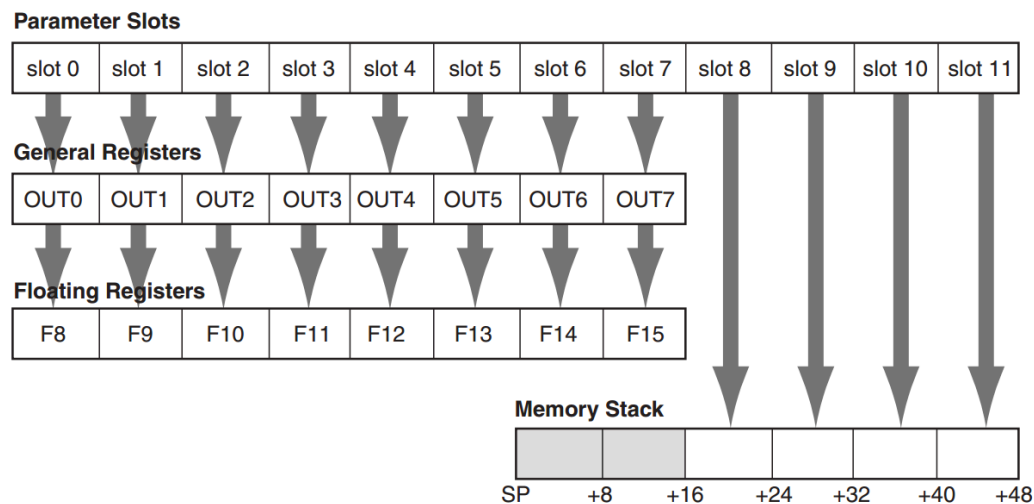 Parameter Slots
slot 0 slot 1 slot 2 slot 3 slot 4 slot 5 slot 6 slot 7 slot 8 slot 9 slot 10 slot 11
General Registers
OUT0 OUT1 OUT2 OUT3 OUT4 OUT5 OUT6 OUT7
Floating Registers
F8 F9 F10 F11 F12 F13 F14 F15
Memory Stack
SP +8 +16 +24 +32 +40 +48